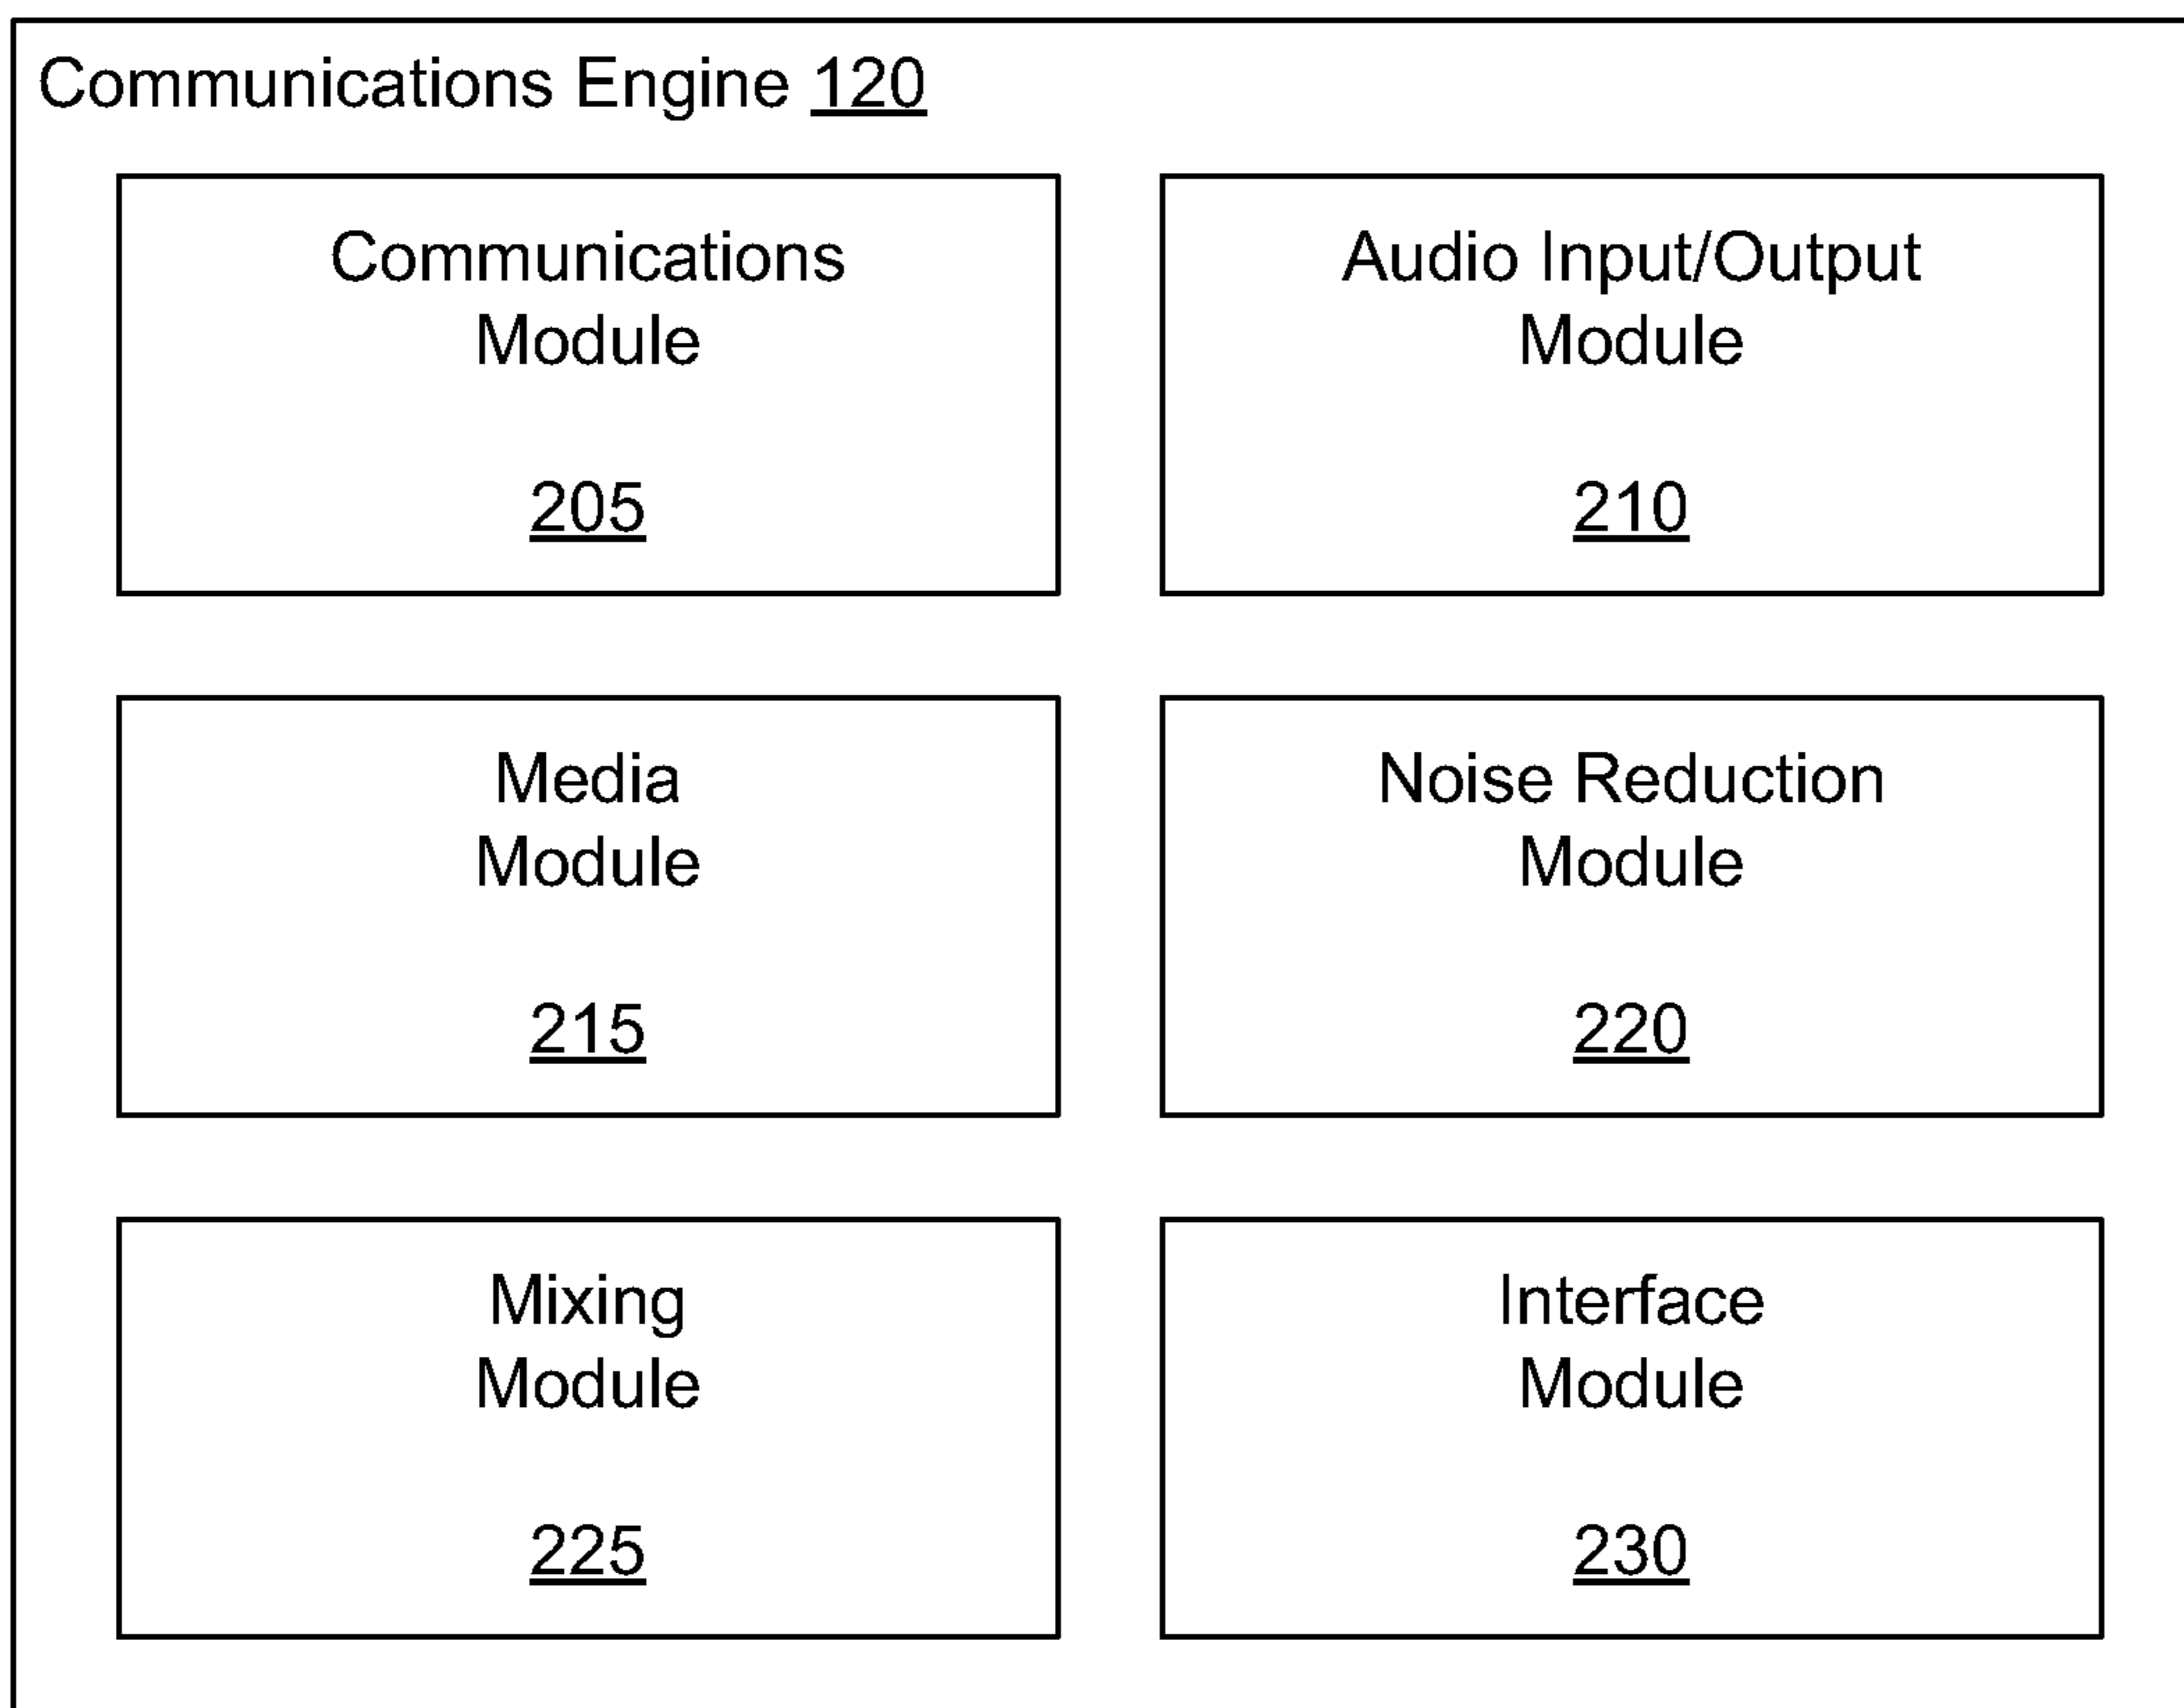 Communications Engine 120
Communications
Module
205
Audio Input/Output
Module
210
Media
Module
215
Noise Reduction
Module
220
Mixing
Module
225
Interface
Module
230